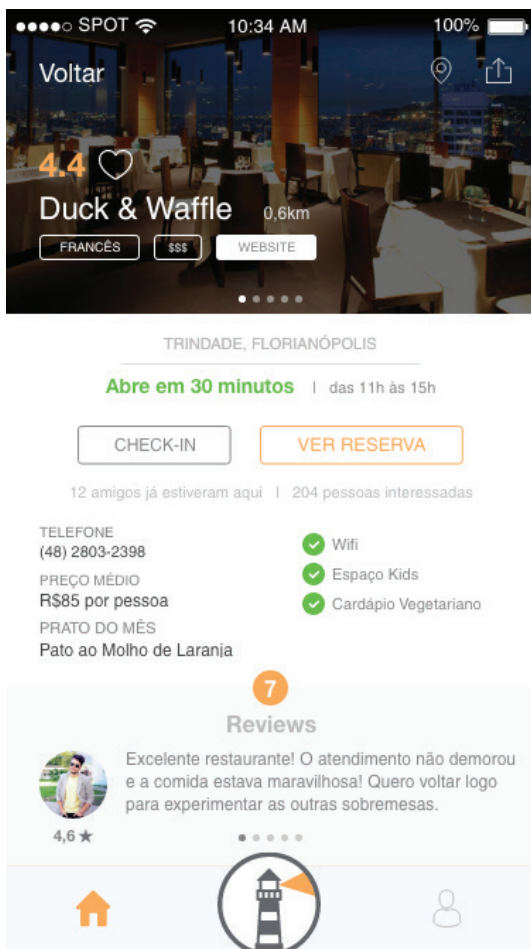 SPOT 10:34 AM 100%
Voltar
4.4
Duck & Waffle 0,6km
FRANCÊS $$$ WEBSITE
TRINDADE, FLORIANÓPOLIS
Abre em 30 minutos | das 11h às 15h
CHECK-IN VER RESERVA
12 amigos já estiveram aqui | 204 pessoas interessadas
TELEFONE
(48) 2803-2398
Wifi
PREÇO MÉDIO
R$85 por pessoa
Espaço Kids
PRATO DO MÊS
Pato ao Molho de Laranja
Cardápio Vegetariano
7
Reviews
Excelente restaurante! O atendimento não demorou
e a comida estava maravilhosa! Quero voltar logo
para experimentar as outras sobremesas.
4,6 ★